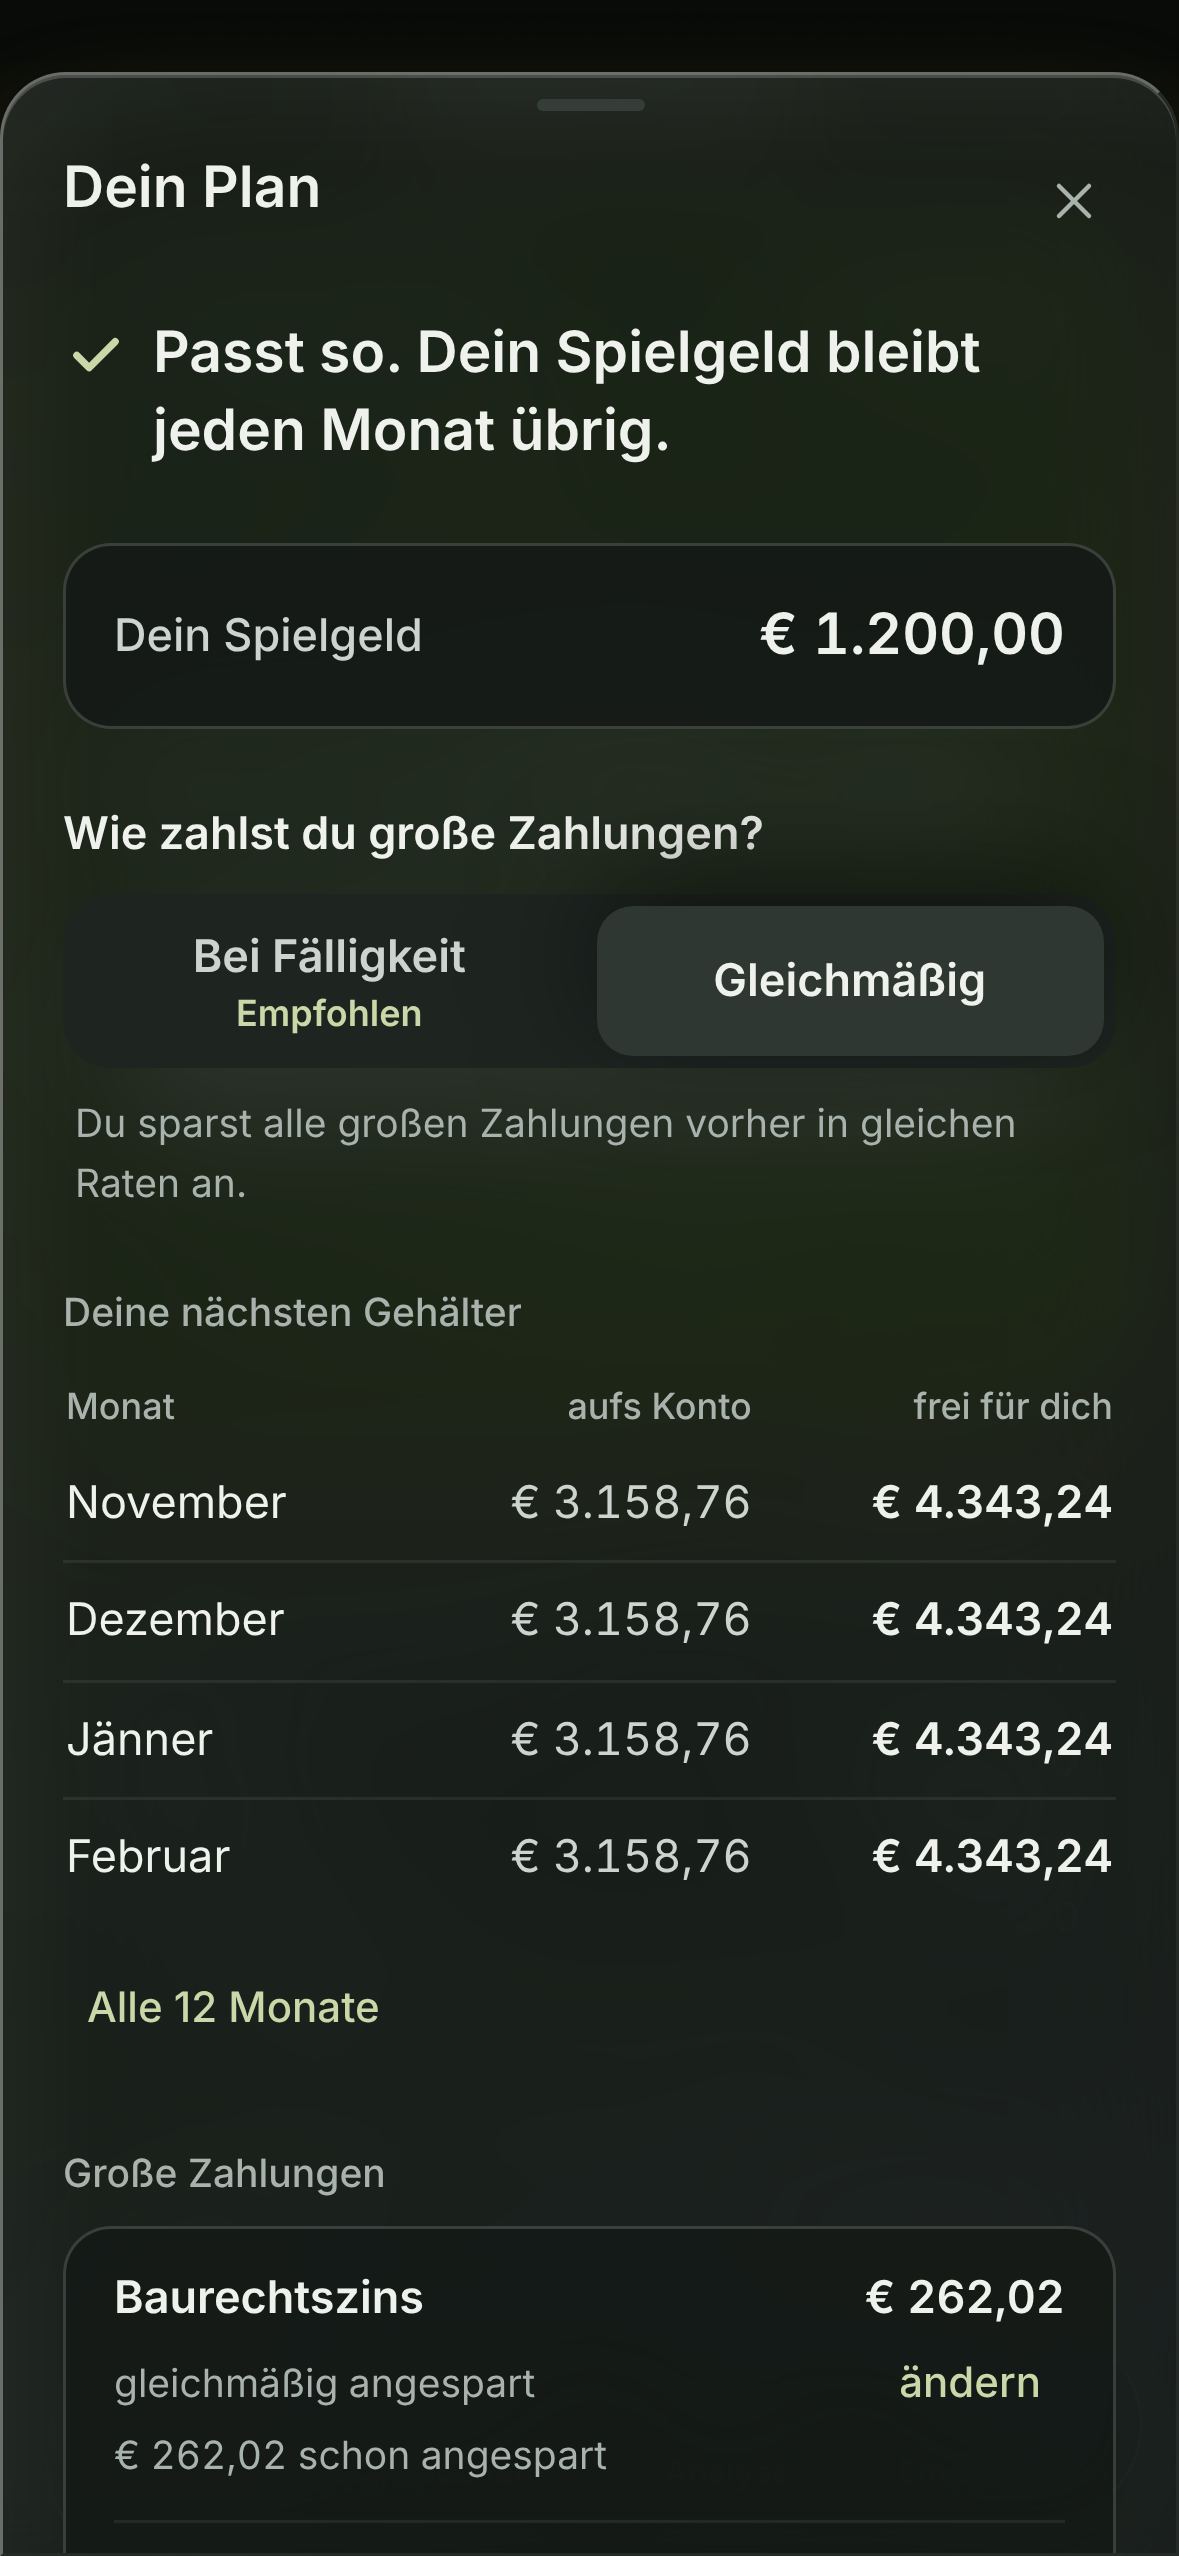 Dein Plan
Passt so. Dein Spielgeld bleibt
jeden Monat übrig.
Dein Spielgeld € 1.200,00
Wie zahlst du große Zahlungen?
Bei Fälligkeit
Empfohlen
Gleichmäßig
Du sparst alle großen Zahlungen vorher in gleichen
Raten an.
Deine nächsten Gehälter
Monat aufs Konto frei für dich
November € 3.158,76 € 4.343,24
Dezember € 3.158,76 € 4.343,24
Jänner € 3.158,76 € 4.343,24
Februar € 3.158,76 € 4.343,24
Alle 12 Monate
Große Zahlungen
Baurechtszins € 262,02
gleichmäßig angespart ändern
€ 262,02 schon angespart